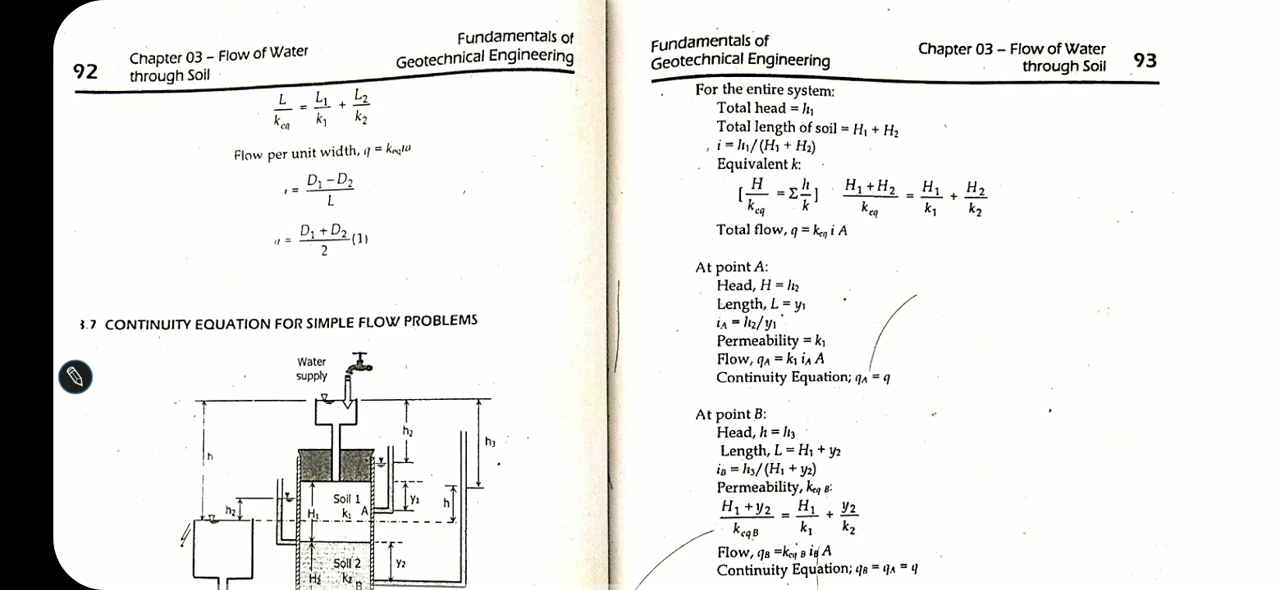 92
Chapter 03 – Flow of Water
through Soil
Fundamentals of
Geotechnical Engineering
L/k_eq = L₁/k₁ + L₂/k₂
Flow per unit width, q = k_eq ia
i = (D₁ – D₂)/L
a = (D₁ + D₂)/2 (1)
3.7 CONTINUITY EQUATION FOR SIMPLE FLOW PROBLEMS
Water
supply
h
h₂
h₃
h₂
H₁
Soil 1
k₁
A
y₁
h
H₂
Soil 2
k₂
B
y₂
Fundamentals of
Geotechnical Engineering
Chapter 03 – Flow of Water
through Soil
93
For the entire system:
Total head = h₁
Total length of soil = H₁ + H₂
i = h₁/(H₁ + H₂)
Equivalent k:
[H/k_eq = Σ h/k] (H₁ + H₂)/k_eq = H₁/k₁ + H₂/k₂
Total flow, q = k_eq i A
At point A:
Head, H = h₂
Length, L = y₁
i_A = h₂/y₁
Permeability = k₁
Flow, q_A = k₁ i_A A
Continuity Equation; q_A = q
At point B:
Head, h = h₃
Length, L = H₁ + y₂
i_B = h₃/(H₁ + y₂)
Permeability, k_eq B:
(H₁ + y₂)/k_eq B = H₁/k₁ + y₂/k₂
Flow, q_B = k_eq B i_B A
Continuity Equation; q_B = q_A = q